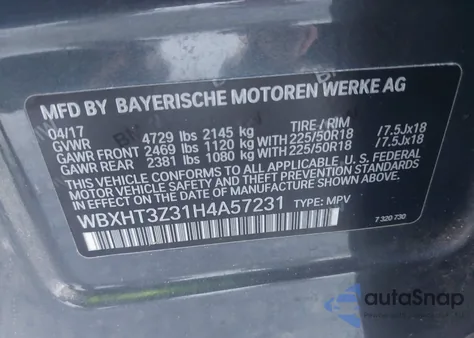 MFD BY BAYERISCHE MOTOREN WERKE AG
04/17 TIRE / RIM
GVWR 4729 lbs 2145 kg
GAWR FRONT 2469 lbs 1120 kg WITH 225/50R18 /7.5Jx18
GAWR REAR 2381 lbs 1080 kg WITH 225/50R18 /7.5Jx18
THIS VEHICLE CONFORMS TO ALL APPLICABLE U. S. FEDERAL
MOTOR VEHICLE SAFETY, AND THEFT PREVENTION STANDARDS
IN EFFECT ON THE DATE OF MANUFACTURE SHOWN ABOVE.
WBXHT3Z31H4A57231 TYPE: MPV
7 320 730
autoSnap